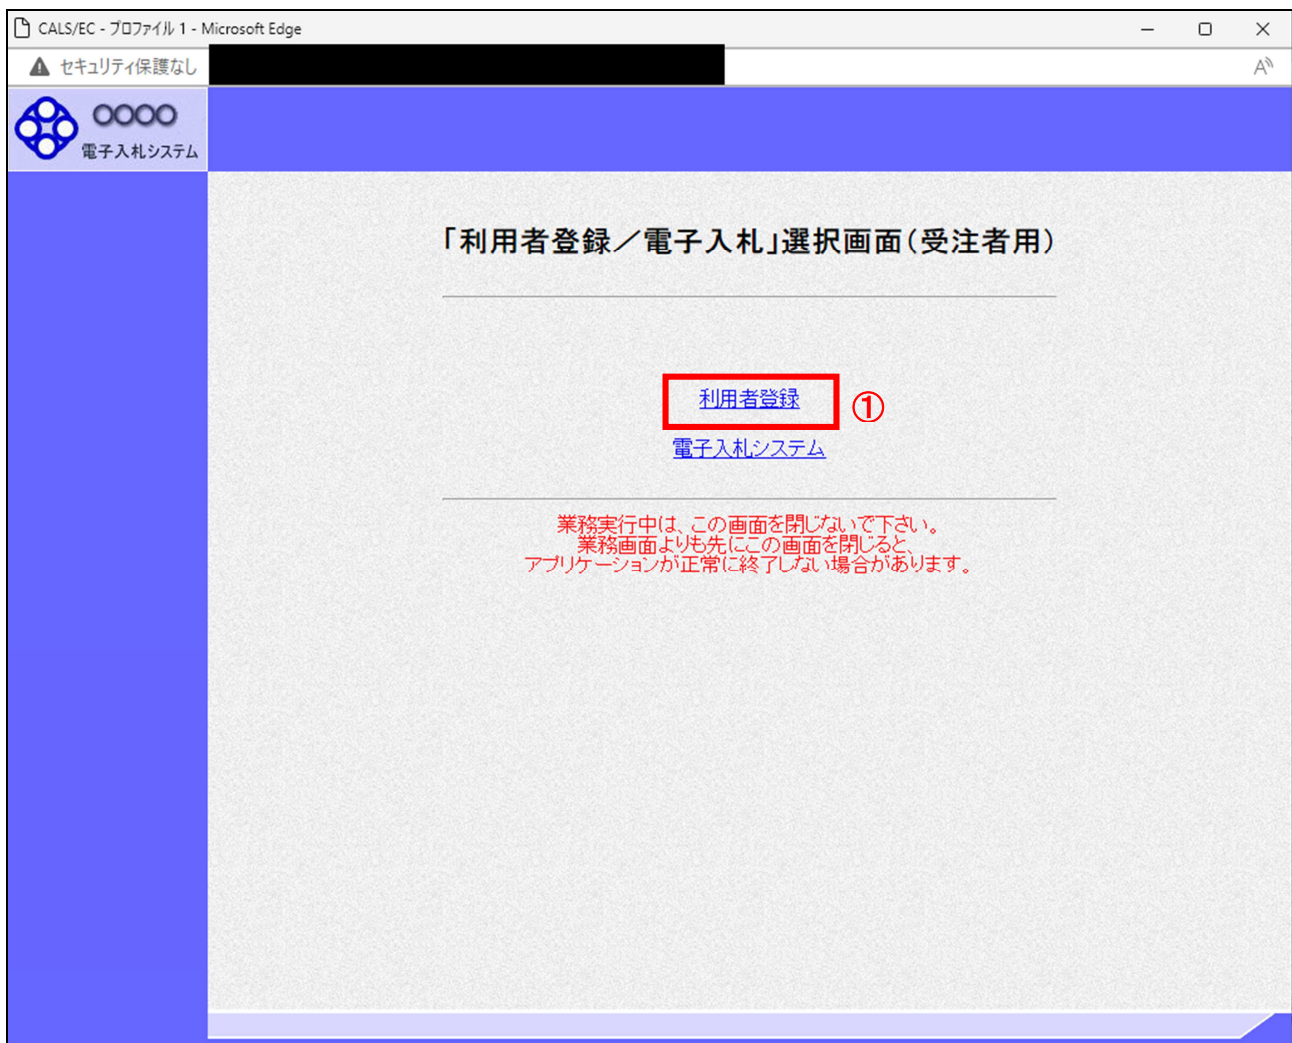 CALS/EC - プロファイル 1 - Microsoft Edge
セキュリティ保護なし
A
○○○○
電子入札システム
「利用者登録／電子入札」選択画面(受注者用)
利用者登録
①
電子入札システム
業務実行中は、この画面を閉じないで下さい。
業務画面よりも先にこの画面を閉じると、
アプリケーションが正常に終了しない場合があります。